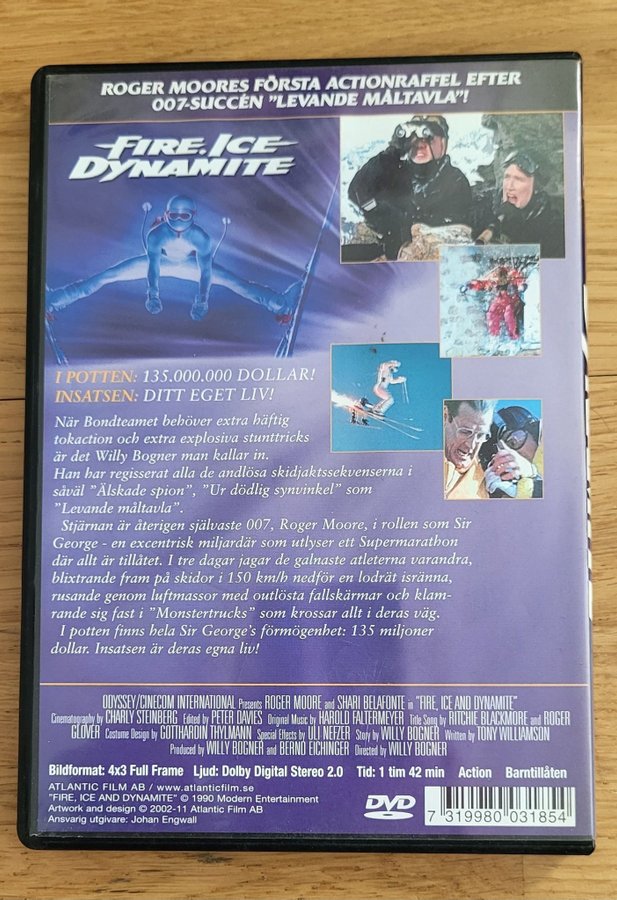 ROGER MOORES FÖRSTA ACTIONRAFFEL EFTER
007-SUCCÉN "LEVANDE MÅLTAVLA"!
FIRE, ICE
DYNAMITE
I POTTEN: 135.000.000 DOLLAR!
INSATSEN: DITT EGET LIV!
När Bondteamet behöver extra häftig
tokaction och extra explosiva stunttricks
är det Willy Bogner man kallar in.
Han har regisserat alla de andlösa skidjaktssekvenserna i
såväl "Älskade spion", "Ur dödlig synvinkel" som
"Levande måltavla".
Stjärnan är återigen självaste 007, Roger Moore, i rollen som Sir
George - en excentrisk miljardär som utlyser ett Supermarathon
där allt är tillåtet. I tre dagar jagar de galnaste atleterna varandra,
blixtrande fram på skidor i 150 km/h nedför en lodrät isränna,
rusande genom luftmassor med outlösta fallskärmar och klam-
rande sig fast i "Monstertrucks" som krossar allt i deras väg.
I potten finns hela Sir George's förmögenhet: 135 miljoner
dollar. Insatsen är deras egna liv!
ODYSSEY/CINECOM INTERNATIONAL Presents ROGER MOORE and SHARI BELAFONTE in "FIRE, ICE AND DYNAMITE"
Cinematography by CHARLY STEINBERG Edited by PETER DAVIES Original Music by HAROLD FALTERMEYER Title Song by RITCHIE BLACKMORE and ROGER
GLOVER Costume Design by GOTTHARDIN THYLMANN Special Effects by ULI NEFZER Story by WILLY BOGNER Written by TONY WILLIAMSON
Produced by WILLY BOGNER and BERND EICHINGER Directed by WILLY BOGNER
Bildformat: 4x3 Full Frame Ljud: Dolby Digital Stereo 2.0 Tid: 1 tim 42 min Action Barntillåten
ATLANTIC FILM AB / www.atlanticfilm.se
"FIRE, ICE AND DYNAMITE" © 1990 Modern Entertainment
Artwork and design © 2002-11 Atlantic Film AB
Ansvarig utgivare: Johan Engwall
DVD
7 319980 031854